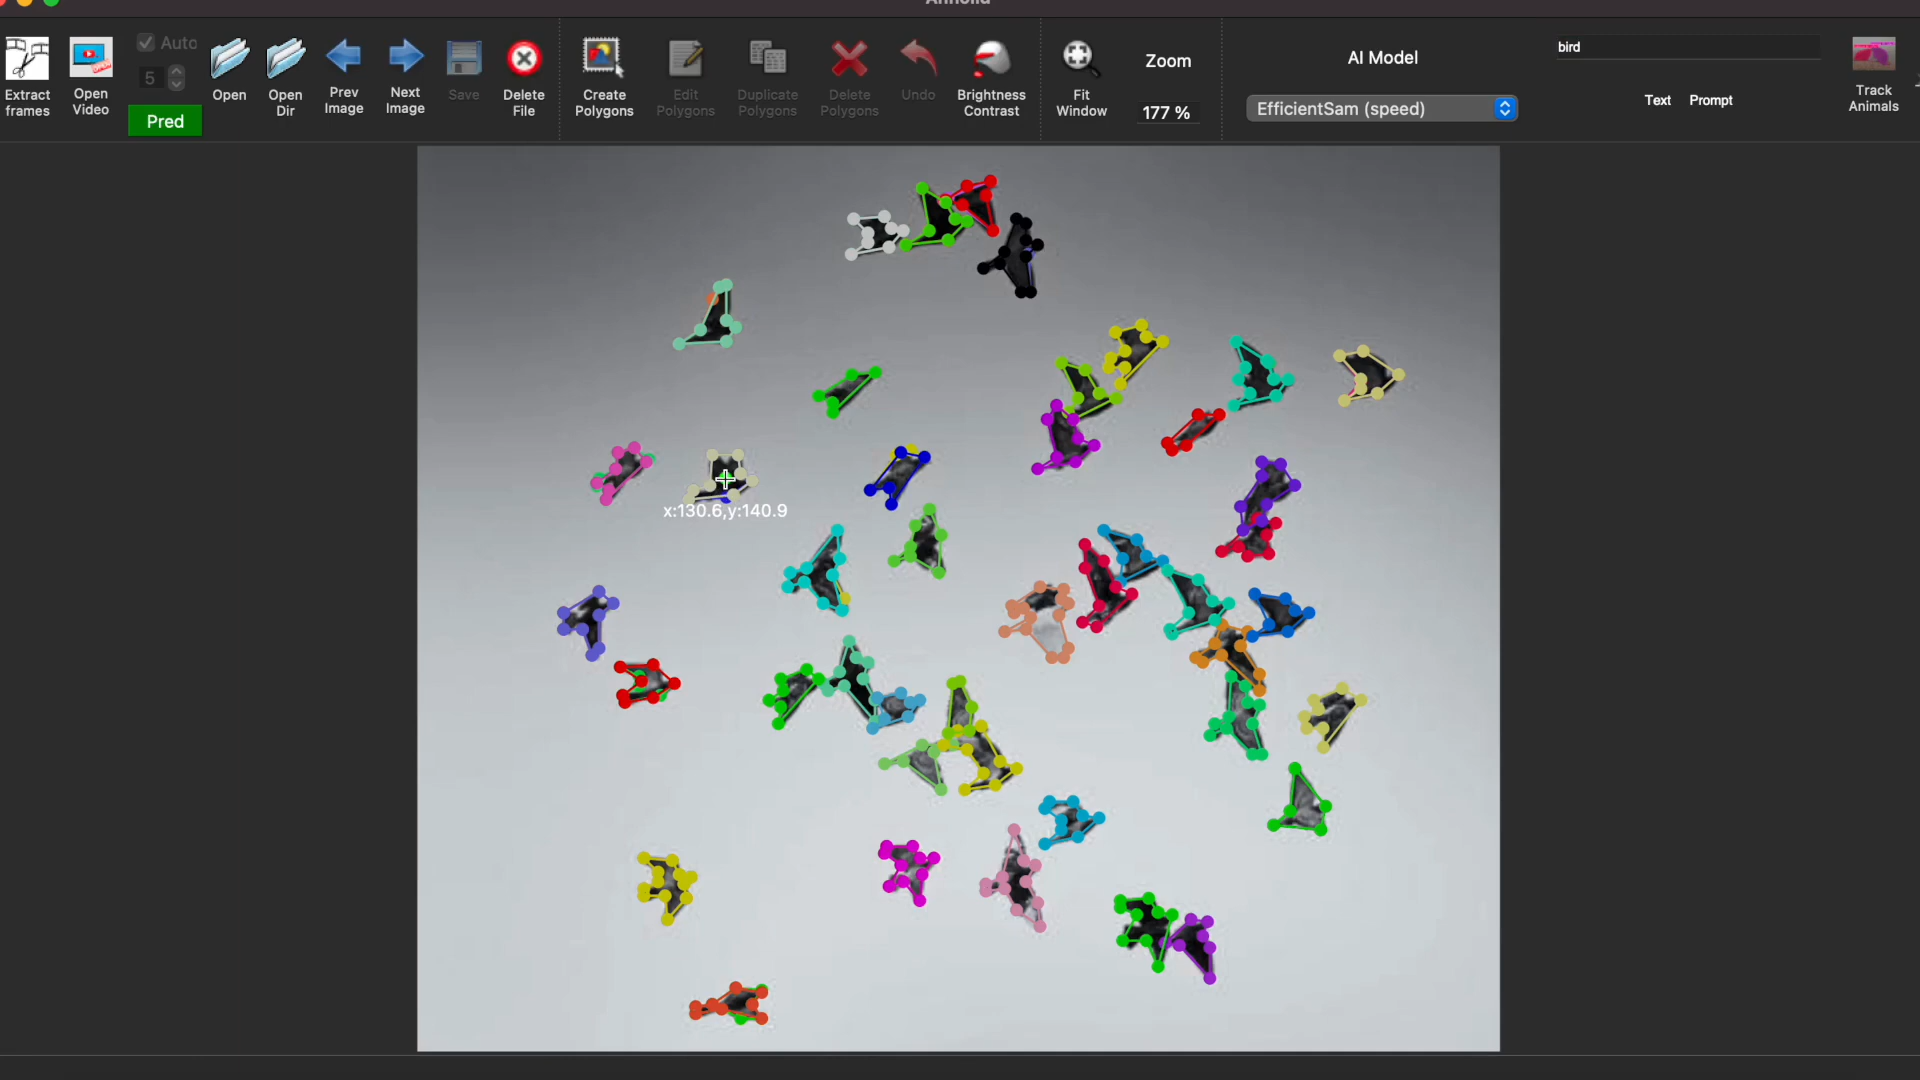 Annolid
Extract frames
Open Video
OPEN
Auto
5
Pred
Open
Open Dir
Prev Image
Next Image
Save
Delete File
Create Polygons
Edit Polygons
Duplicate Polygons
Delete Polygons
Undo
Brightness Contrast
Fit Window
Zoom
177 %
AI Model
EfficientSam (speed)
bird
Text Prompt
Track Animals
x:130.6,y:140.9